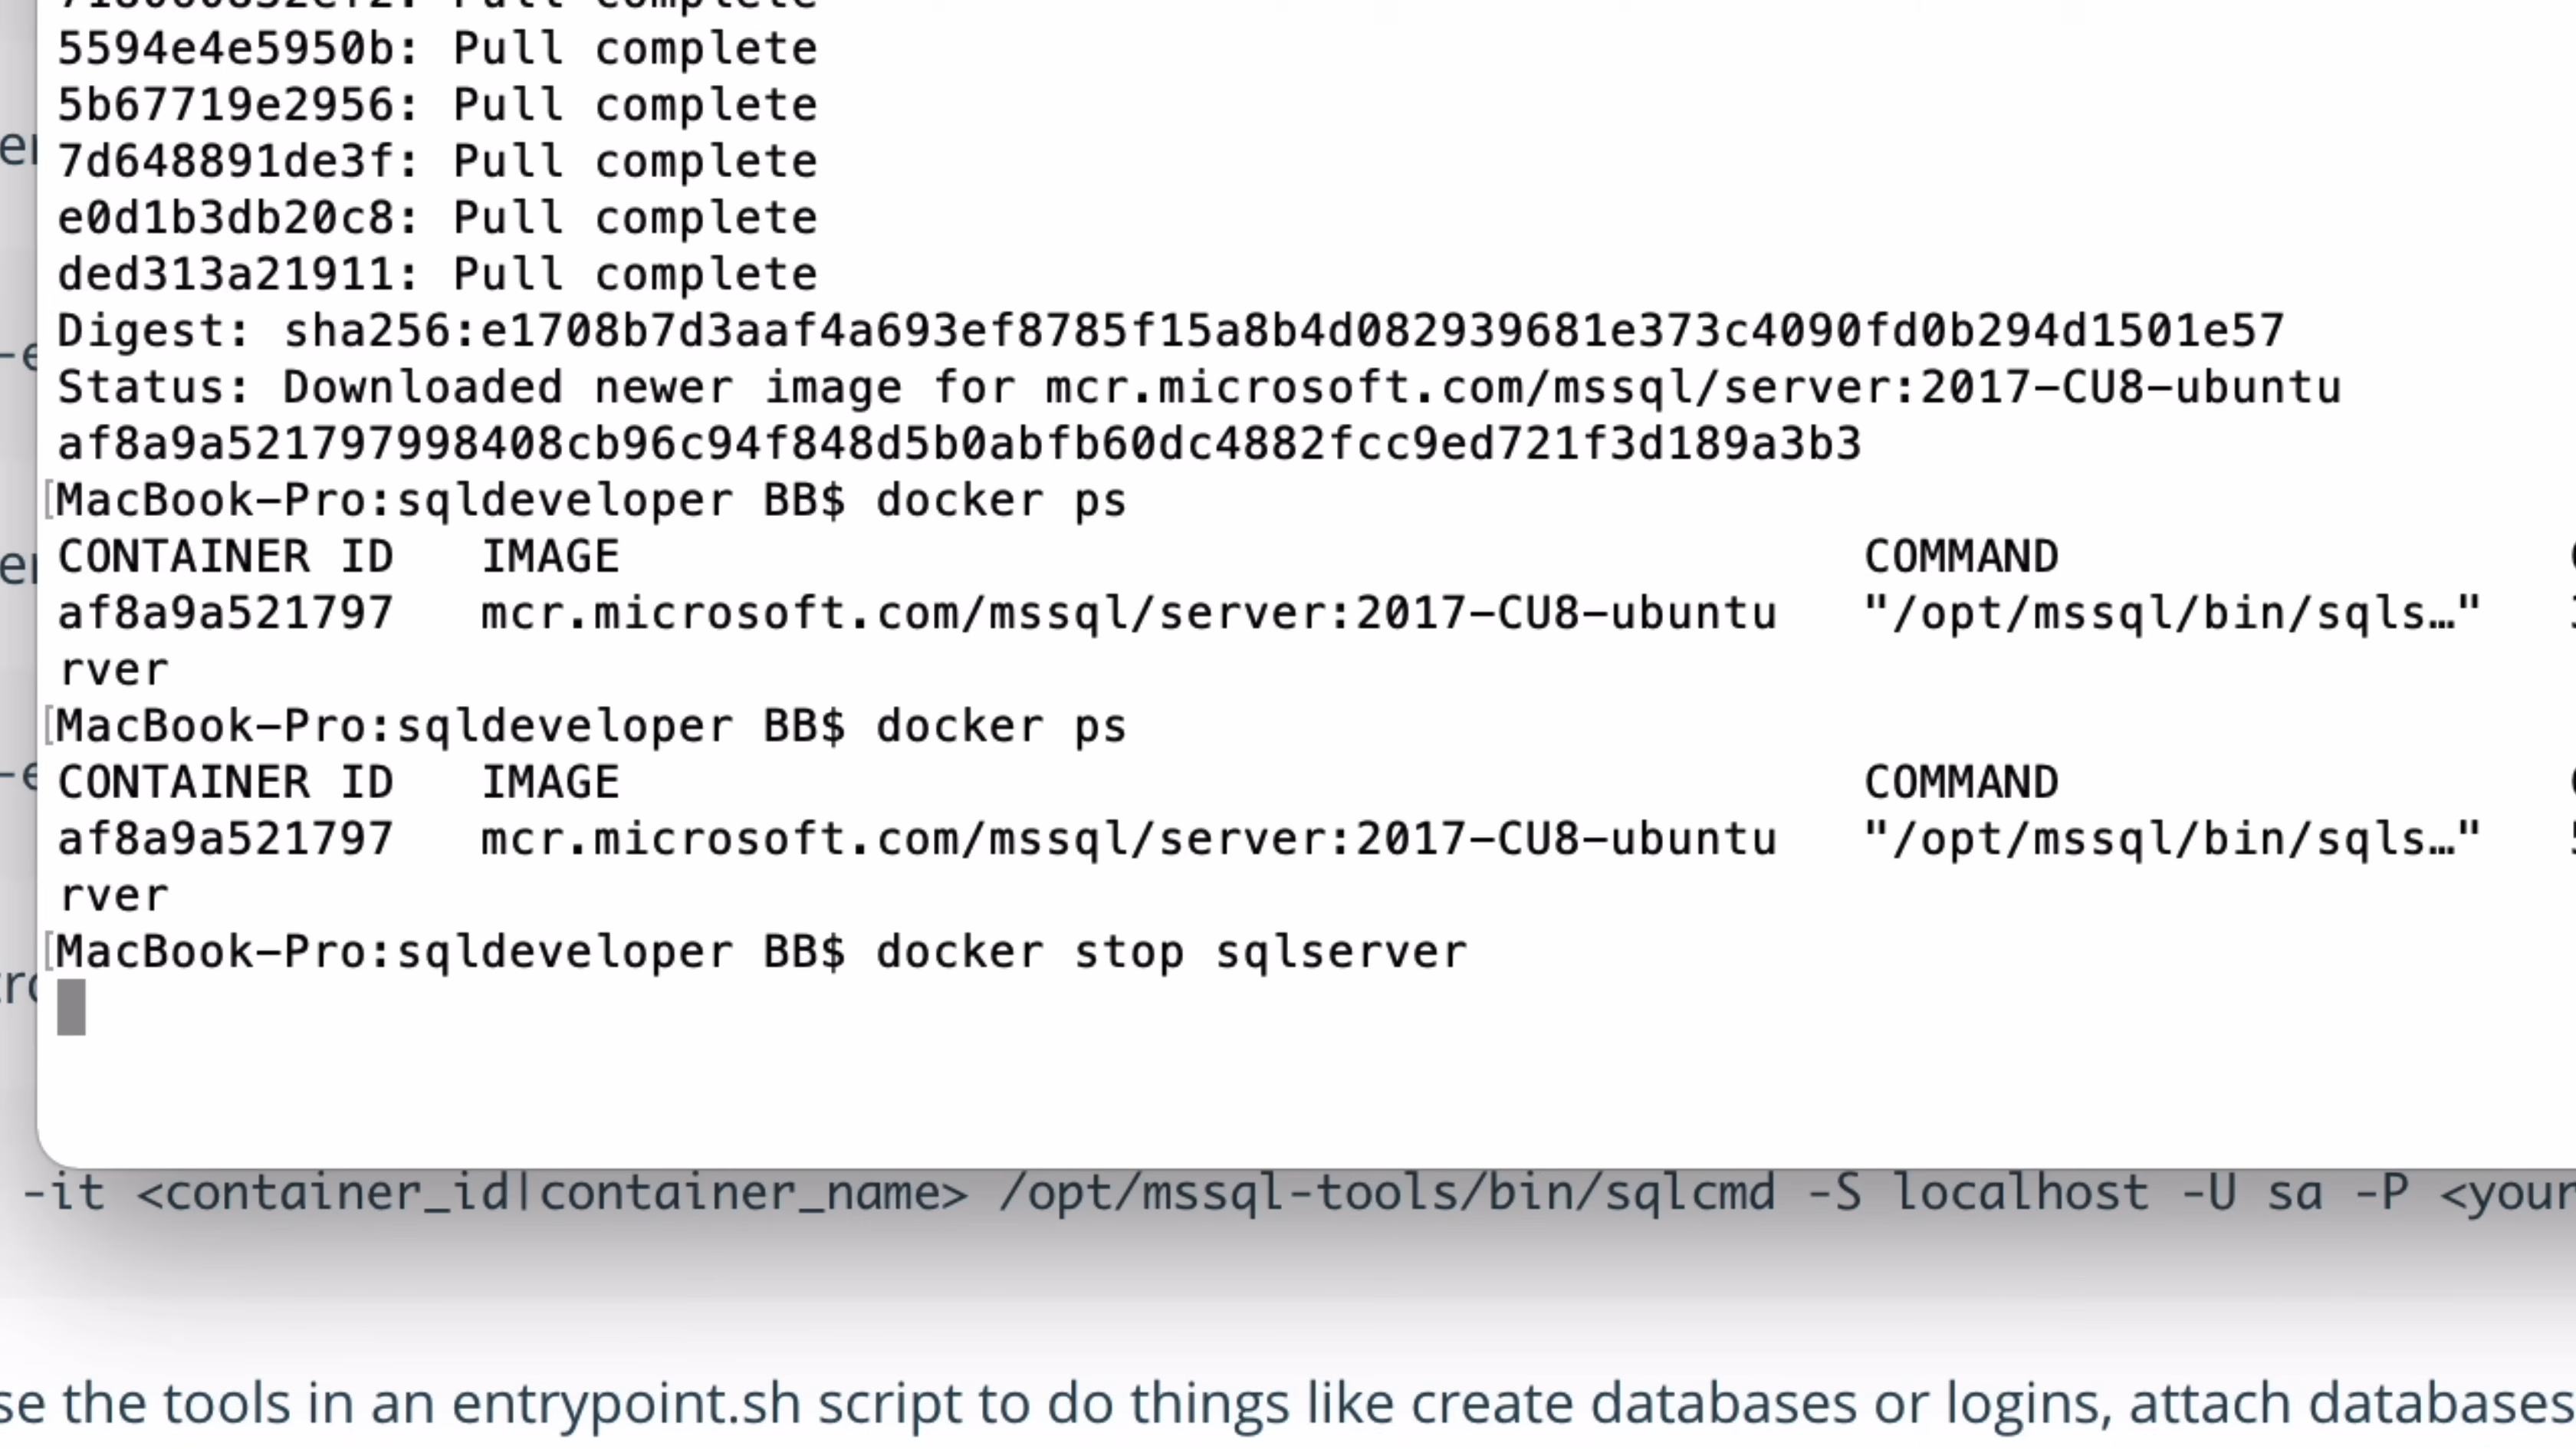 Pull complete
5594e4e5950b: Pull complete
5b67719e2956: Pull complete
7d648891de3f: Pull complete
e0d1b3db20c8: Pull complete
ded313a21911: Pull complete
Digest: sha256:e1708b7d3aaf4a693ef8785f15a8b4d082939681e373c4090fd0b294d1501e57
Status: Downloaded newer image for mcr.microsoft.com/mssql/server:2017-CU8-ubuntu
af8a9a521797998408cb96c94f848d5b0abfb60dc4882fcc9ed721f3d189a3b3
[MacBook-Pro:sqldeveloper BB$ docker ps
CONTAINER ID IMAGE COMMAND
af8a9a521797 mcr.microsoft.com/mssql/server:2017-CU8-ubuntu "/opt/mssql/bin/sqls…"
rver
[MacBook-Pro:sqldeveloper BB$ docker ps
CONTAINER ID IMAGE COMMAND
af8a9a521797 mcr.microsoft.com/mssql/server:2017-CU8-ubuntu "/opt/mssql/bin/sqls…"
rver
[MacBook-Pro:sqldeveloper BB$ docker stop sqlserver
-it <container_id|container_name> /opt/mssql-tools/bin/sqlcmd -S localhost -U sa -P <your
se the tools in an entrypoint.sh script to do things like create databases or logins, attach databases